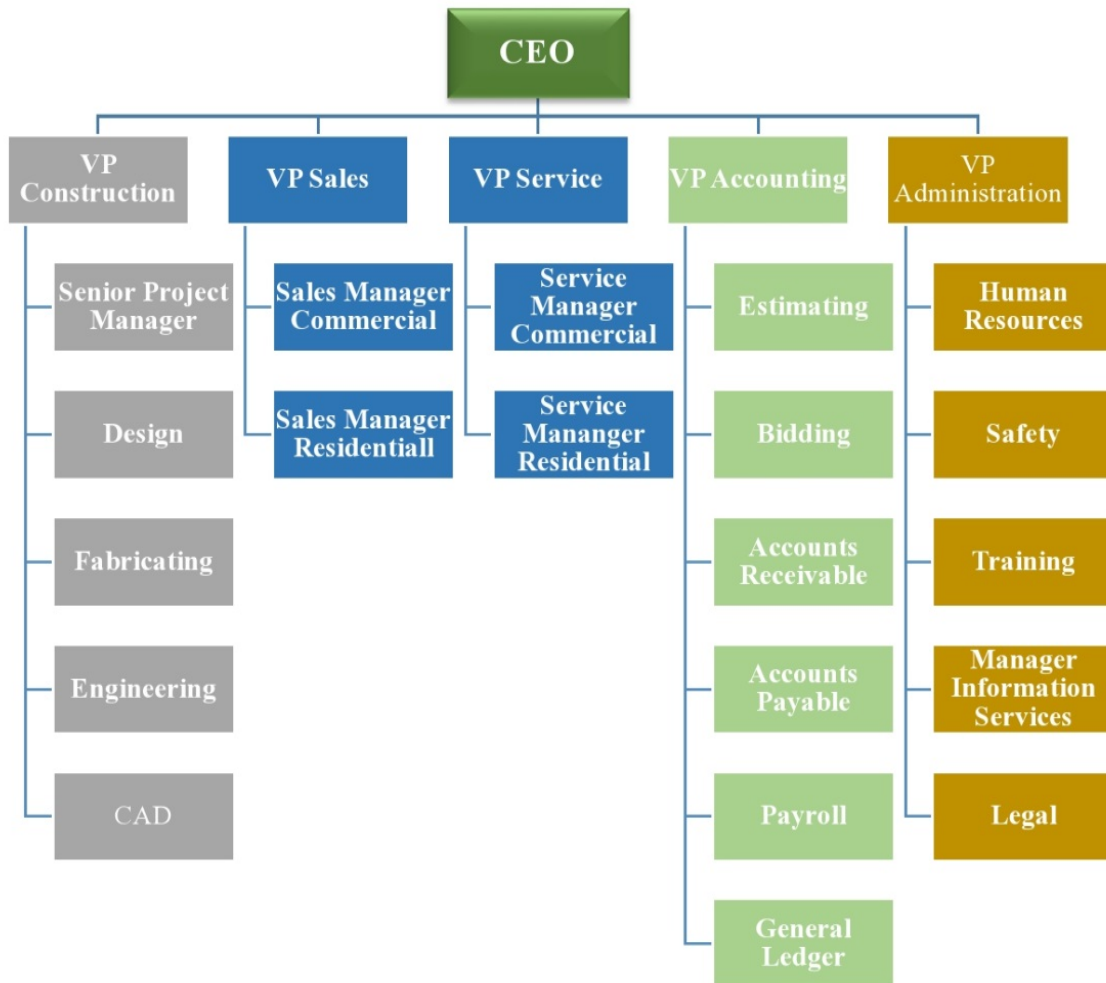 CEO
VP
Construction
VP Sales
VP Service
VP Accounting
VP
Administration
Senior Project
Manager
Sales Manager
Commercial
Service
Manager
Commercial
Estimating
Human
Resources
Design
Sales Manager
Residentiall
Service
Mananger
Residential
Bidding
Safety
Fabricating
Accounts
Receivable
Training
Engineering
Accounts
Payable
Manager
Information
Services
CAD
Payroll
Legal
General
Ledger